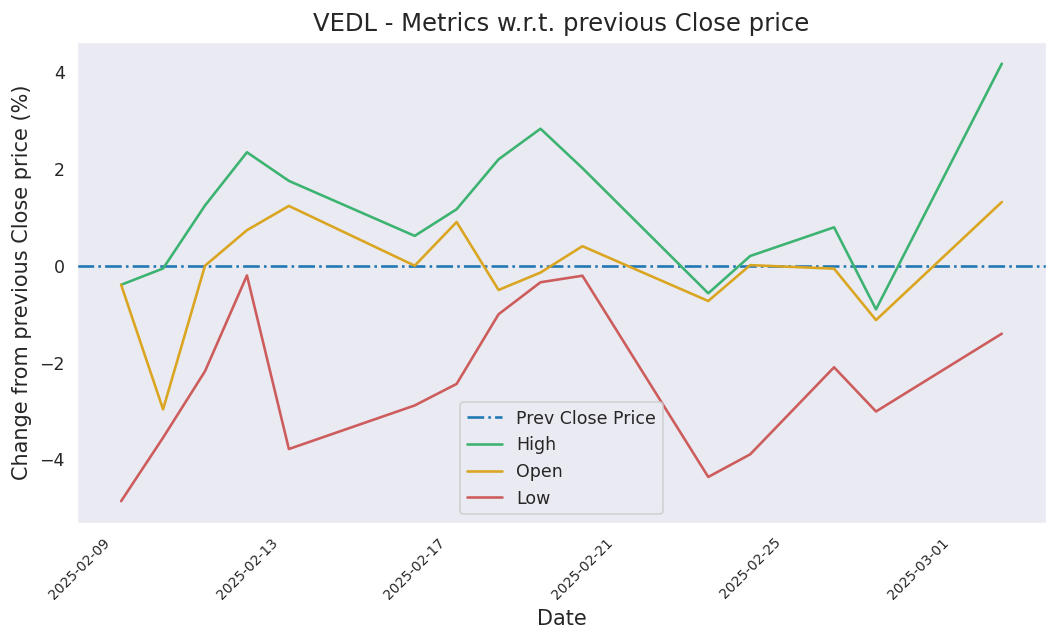 VEDL - Metrics w.r.t. previous Close price
Change from previous Close price (%)
4
2
0
−2
−4
Prev Close Price
High
Open
Low
2025-02-09
2025-02-13
2025-02-17
2025-02-21
2025-02-25
2025-03-01
Date